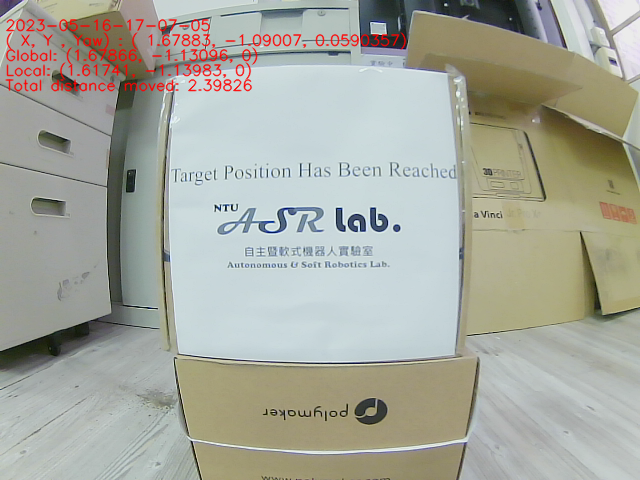 2023-05-16-17-07-05
( X, Y , Yaw) : ( 1.67883, -1.09007, 0.0590357)
Global: (1.67866, -1.13096, 0)
Local: (1.61741, -1.13983, 0)
Total distance moved: 2.39826
Target Position Has Been Reached
NTU
ASR Lab.
自主暨軟式機器人實驗室
Autonomous & Soft Robotics Lab.
a Vinci
polymaker